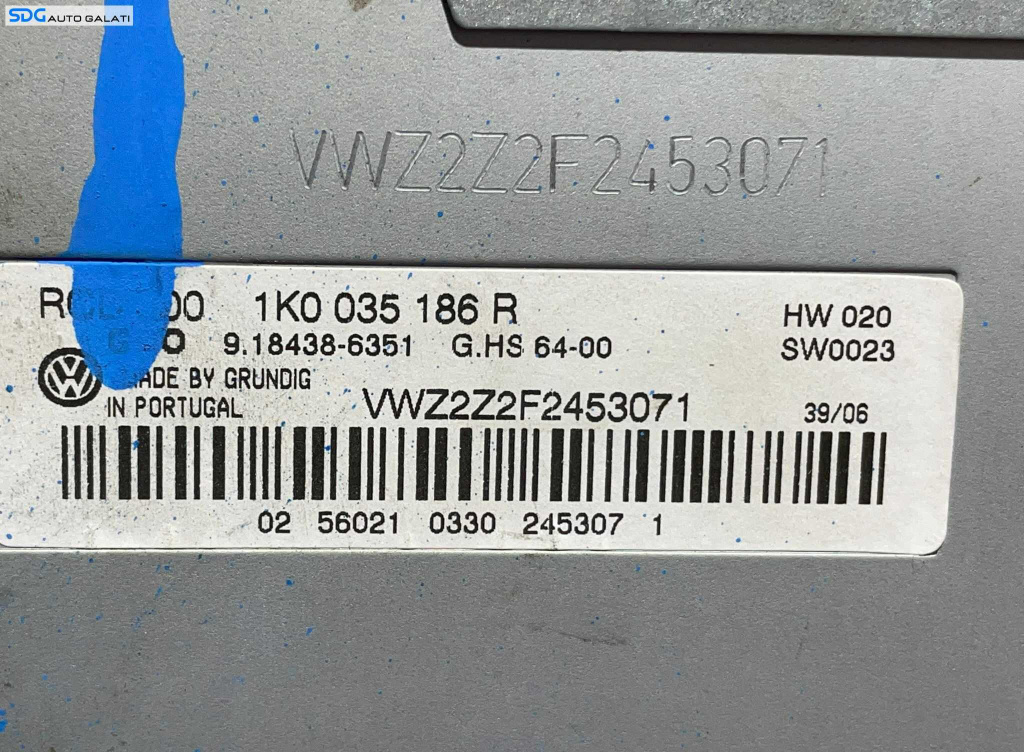 SDG AUTO GALATI
VWZ2Z2F2453071
1K0 035 186 R HW 020
9.18438-6351 G.HS 64-00 SW0023
BY GRUNDIG
IN PORTUGAL VWZ2Z2F2453071 39/06
02 56021 0330 245307 1